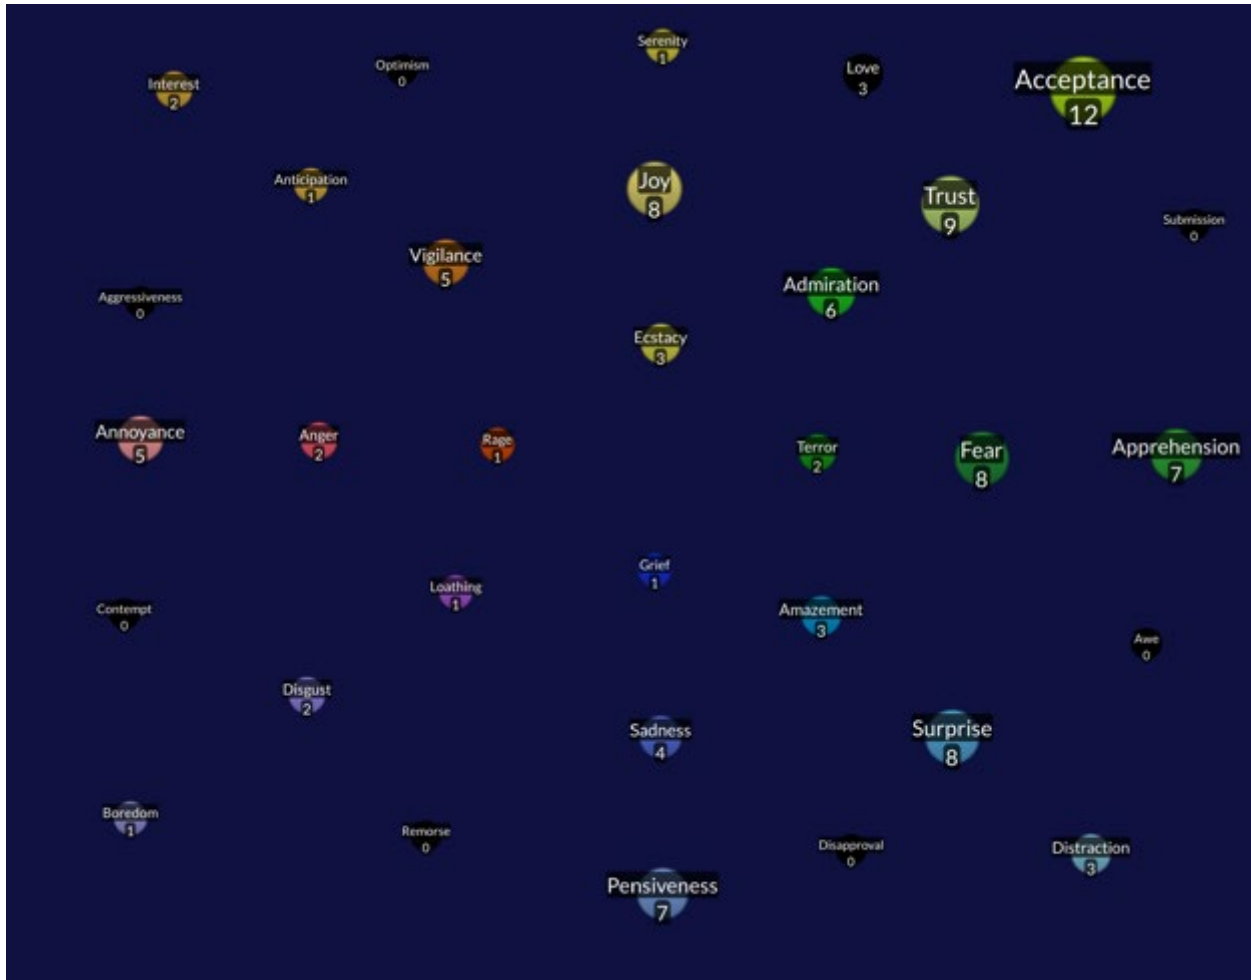 Serenity
1
Optimism
0
Love
3
Interest
2
Acceptance
12
Anticipation
1
Joy
8
Trust
9
Submission
0
Vigilance
5
Admiration
6
Aggressiveness
0
Ecstacy
3
Annoyance
5
Anger
2
Rage
1
Terror
2
Fear
8
Apprehension
7
Grief
1
Loathing
1
Contempt
0
Amazement
3
Awe
0
Disgust
2
Sadness
4
Surprise
8
Boredom
1
Remorse
0
Disapproval
0
Distraction
3
Pensiveness
7